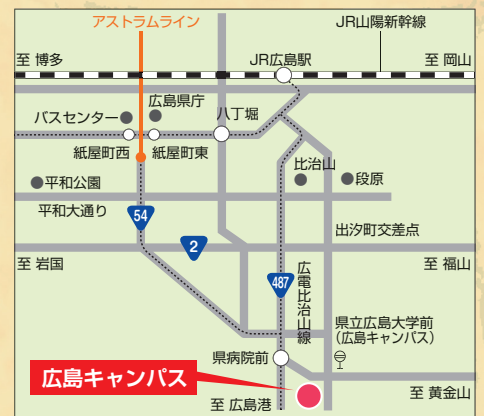 アストラムライン
JR山陽新幹線
至 博多
JR広島駅
至 岡山
広島県庁
バスセンター
八丁堀
紙屋町西
紙屋町東
比治山
平和公園
段原
平和大通り
54
出汐町交差点
2
至 岩国
広電比治山線
至 福山
487
県立広島大学前
(広島キャンパス)
県病院前
広島キャンパス
至 黄金山
至 広島港